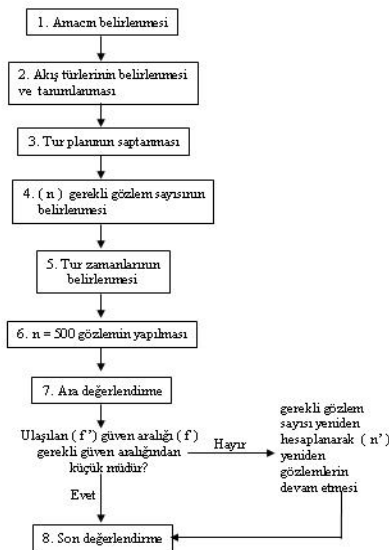 1. Amacın belirlenmesi
2. Akış türlerinin belirlenmesi
ve tanımlanması
3. Tur planının saptanması
4. ( n ) gerekli gözlem sayısının
belirlenmesi
5. Tur zamanlarının
belirlenmesi
6. n = 500 gözlemin yapılması
7. Ara değerlendirme
Ulaşılan ( f' ) güven aralığı ( f )
gerekli güven aralığından
küçük müdür?
Hayır
gerekli gözlem
sayısı yeniden
hesaplanarak ( n' )
yeniden
gözlemlerin
devam etmesi
Evet
8. Son değerlendirme